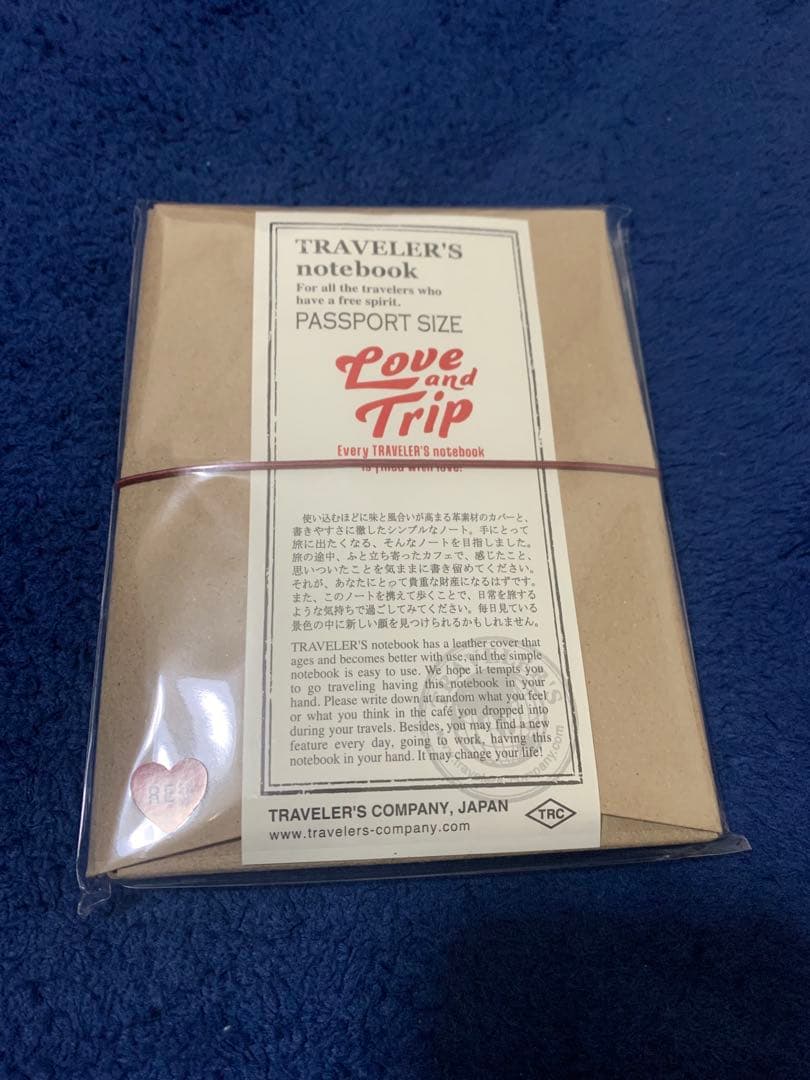 TRAVELER'S
notebook
For all the travelers who
have a free spirit.
PASSPORT SIZE
Love
and
Trip
Every TRAVELER'S notebook
is filled with love.
使い込むほどに味と風合いが高まる革素材のカバーと、
書きやすさに徹したシンプルなノート。手にとって
旅に出たくなる、そんなノートを目指しました。
旅の途中、ふと立ち寄ったカフェで、感じたこと、
思いついたことを気ままに書き留めてください。
それが、あなたにとって貴重な財産になるはずです。
また、このノートを携えて歩くことで、日常を旅する
ような気持ちで過ごしてみてください。毎日見ている
景色の中に新しい顔を見つけられるかもしれません。
TRAVELER'S notebook has a leather cover that
ages and becomes better with use, and the simple
notebook is easy to use. We hope it tempts you
to go traveling having this notebook in your
hand. Please write down at random what you feel
or what you think in the café you dropped into
during your travels. Besides, you may find a new
feature every day, going to work, having this
notebook in your hand. It may change your life!
TRAVELER'S COMPANY, JAPAN
TRC
www.travelers-company.com